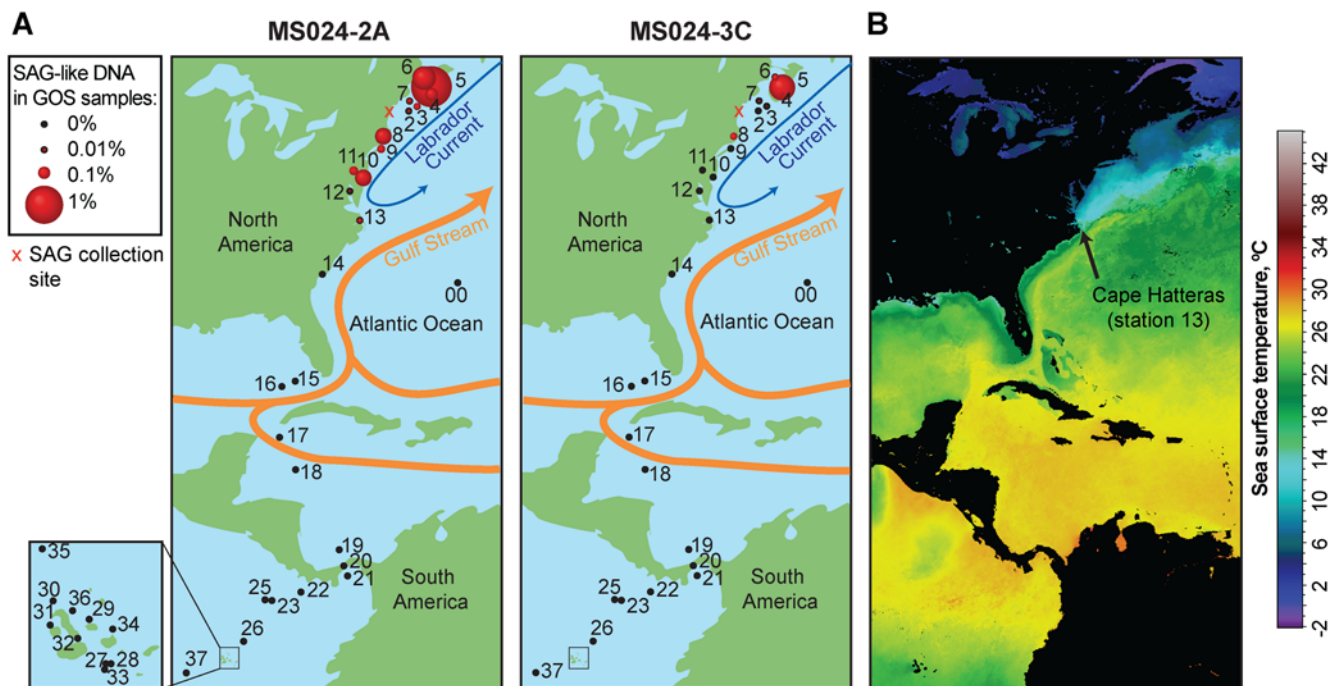 A
MS024-2A
MS024-3C
B
SAG-like DNA
in GOS samples:
0%
0.01%
0.1%
1%
x SAG collection
site
6
5
7
4
x
2
3
8
9
11
10
12
13
14
00
15
16
17
18
19
20
21
22
25
23
26
37
Labrador
Current
North
America
Gulf Stream
Atlantic Ocean
South
America
35
30
36
29
31
34
32
27
28
33
6
5
7
4
x
2
3
8
9
11
10
12
13
14
00
15
16
17
18
19
20
21
22
25
23
26
37
Labrador
Current
North
America
Gulf Stream
Atlantic Ocean
South
America
Cape Hatteras
(station 13)
Sea surface temperature, ºC
42
38
34
30
26
22
18
14
10
6
2
-2